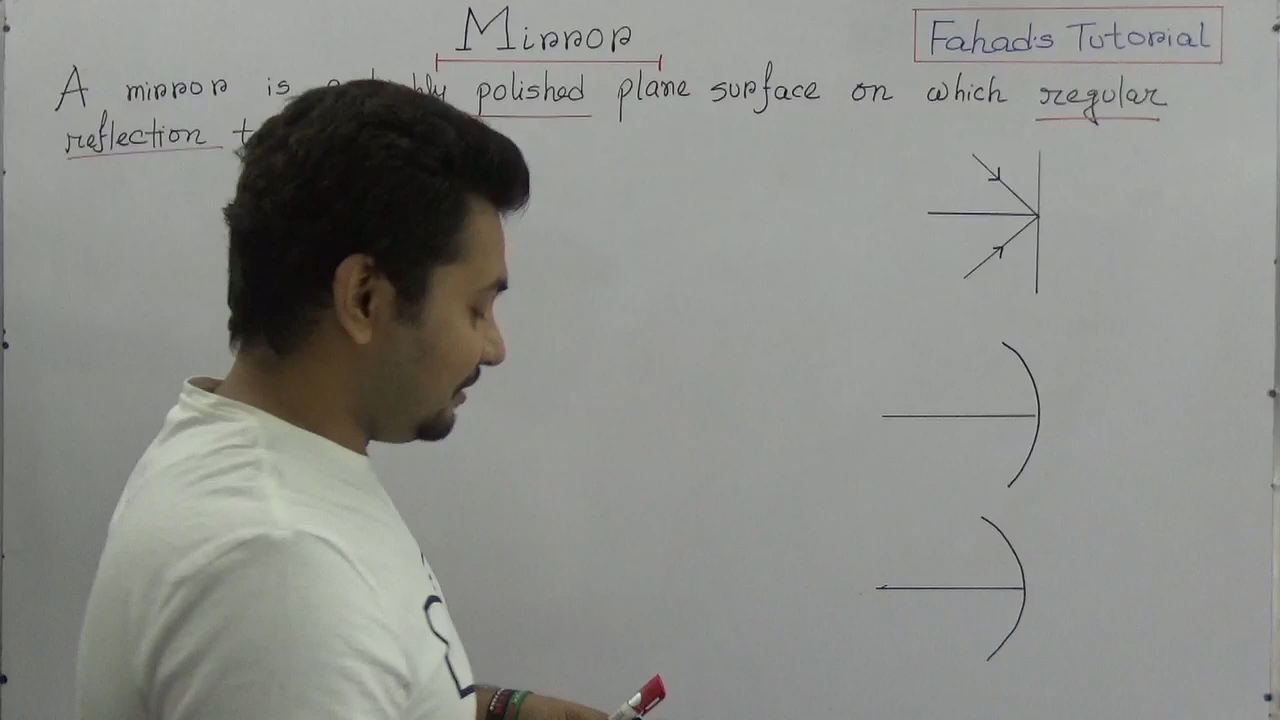 Mirror
Fahad's Tutorial
A mirror is polished plane surface on which regular
reflection